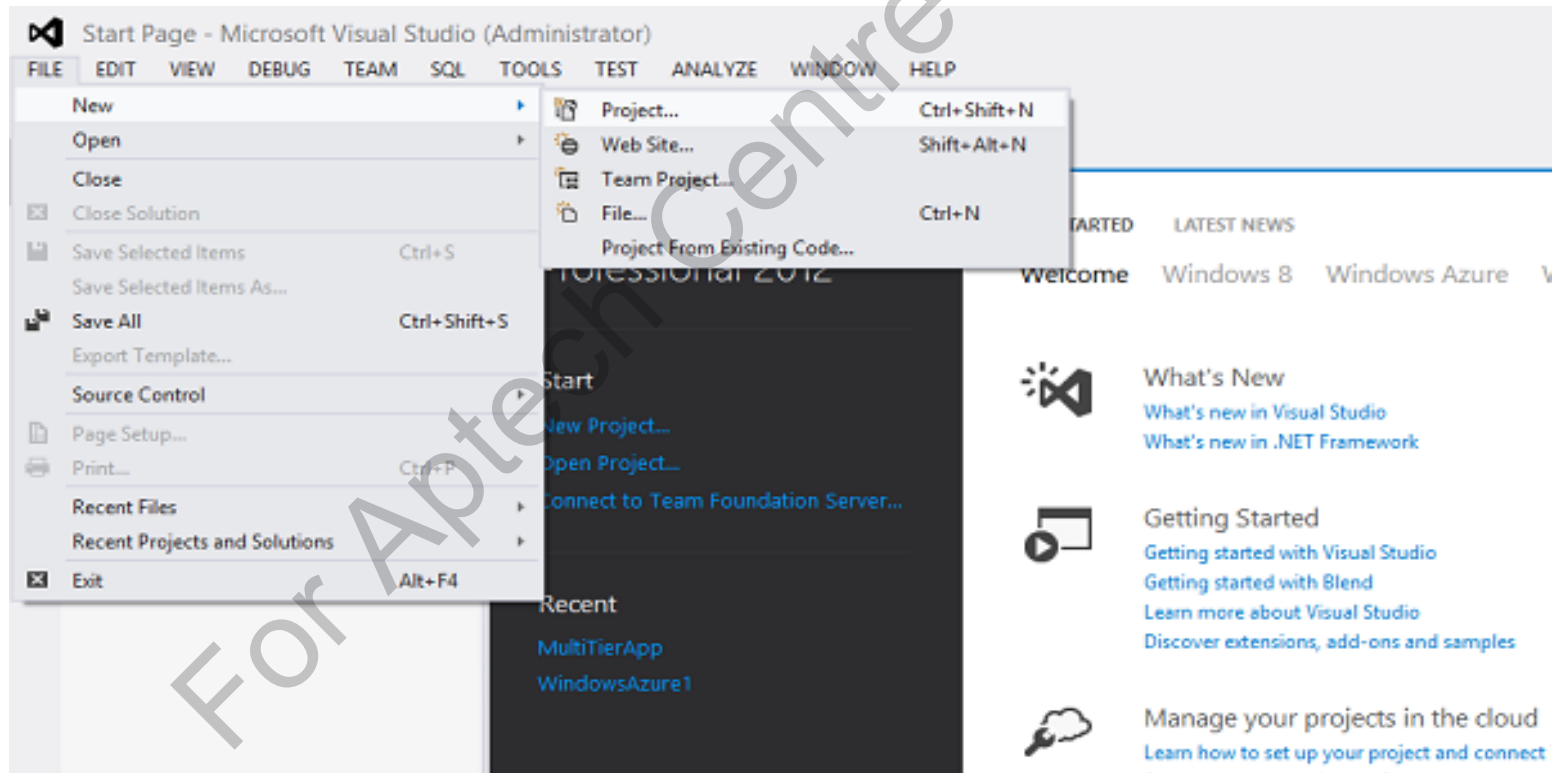 Start Page - Microsoft Visual Studio (Administrator)
FILE EDIT VIEW DEBUG TEAM SQL TOOLS TEST ANALYZE WINDOW HELP
New
Open
Close
Close Solution
Save Selected Items Ctrl+S
Save Selected Items As...
Save All Ctrl+Shift+S
Export Template...
Source Control
Page Setup...
Print... Ctrl+P
Recent Files
Recent Projects and Solutions
Exit Alt+F4
Project... Ctrl+Shift+N
Web Site... Shift+Alt+N
Team Project...
File... Ctrl+N
Project From Existing Code...
Professional 2012
Start
New Project...
Open Project...
Connect to Team Foundation Server...
Recent
MultiTierApp
WindowsAzure1
TARTED LATEST NEWS
Welcome Windows 8 Windows Azure
What's New
What's new in Visual Studio
What's new in .NET Framework
Getting Started
Getting started with Visual Studio
Getting started with Blend
Learn more about Visual Studio
Discover extensions, add-ons and samples
Manage your projects in the cloud
Learn how to set up your project and connect
For Aptech Centre